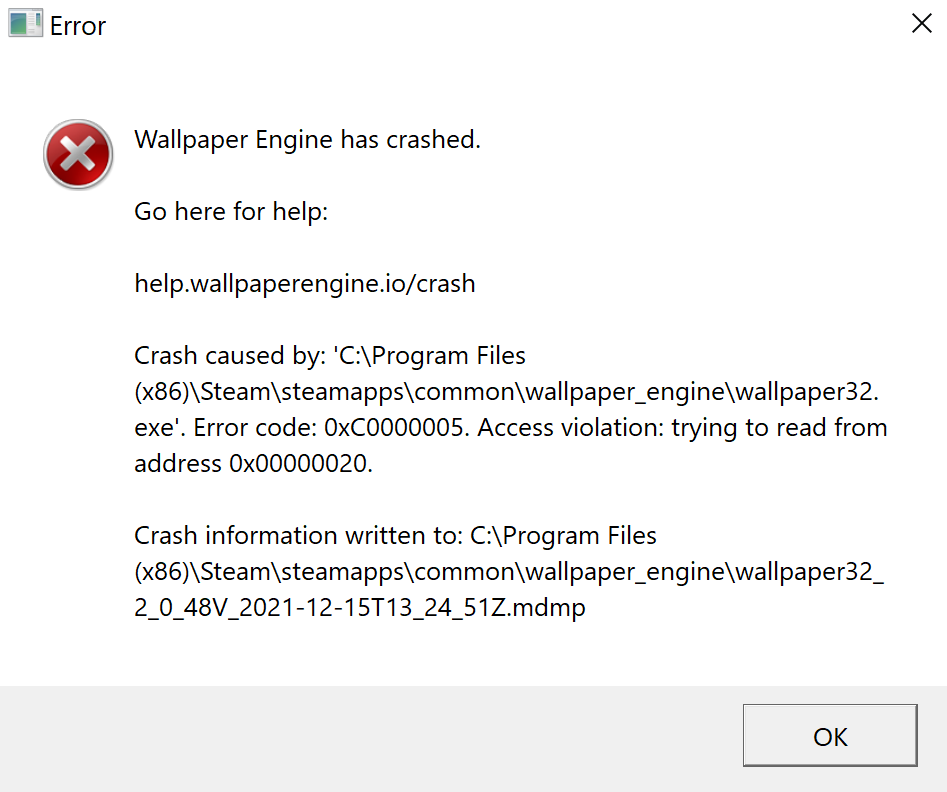 Error
Wallpaper Engine has crashed.
Go here for help:
help.wallpaperengine.io/crash
Crash caused by: 'C:\Program Files
(x86)\Steam\steamapps\common\wallpaper_engine\wallpaper32.
exe'. Error code: 0xC0000005. Access violation: trying to read from
address 0x00000020.
Crash information written to: C:\Program Files
(x86)\Steam\steamapps\common\wallpaper_engine\wallpaper32_
2_0_48V_2021-12-15T13_24_51Z.mdmp
OK